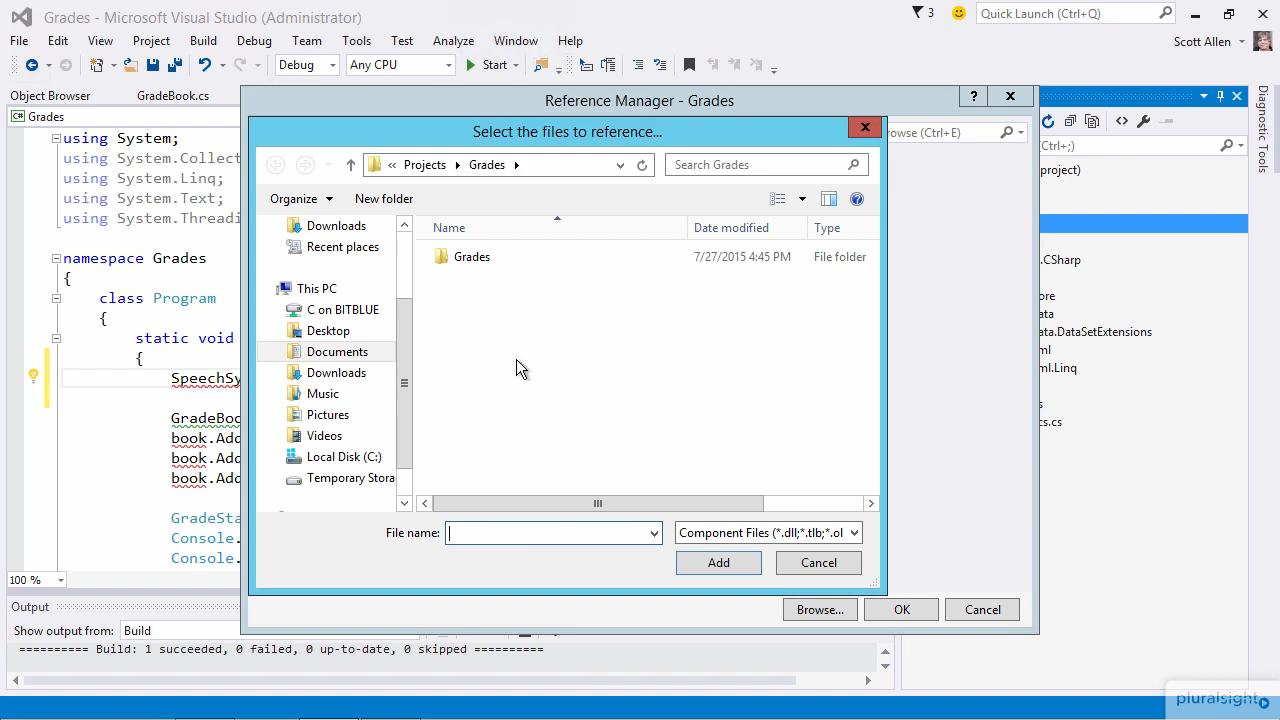 Grades - Microsoft Visual Studio (Administrator)
3
Quick Launch (Ctrl+Q)
File Edit View Project Build Debug Team Tools Test Analyze Window Help
Scott Allen
Debug
Any CPU
Start
Object Browser
GradeBook.cs
Grades
using System;
using System.Collect
using System.Linq;
using System.Text;
using System.Threadi
namespace Grades
{
class Program
{
static void
{
SpeechSy
GradeBoo
book.Add
book.Add
book.Add
GradeSta
Console.
Console.
100 %
Output
Show output from: Build
========== Build: 1 succeeded, 0 failed, 0 up-to-date, 0 skipped ==========
Reference Manager - Grades
?
rowse (Ctrl+E)
Select the files to reference...
« Projects Grades
Search Grades
Organize
New folder
Downloads
Recent places
This PC
C on BITBLUE
Desktop
Documents
Downloads
Music
Pictures
Videos
Local Disk (C:)
Temporary Stora
Name
Date modified
Type
Grades
7/27/2015 4:45 PM
File folder
File name:
Component Files (*.dll;*.tlb;*.ol
Add
Cancel
Browse...
OK
Cancel
(Ctrl+;)
project)
.CSharp
ore
ata
ata.DataSetExtensions
ml
ml.Linq
s
cs.cs
Diagnostic Tools
pluralsight